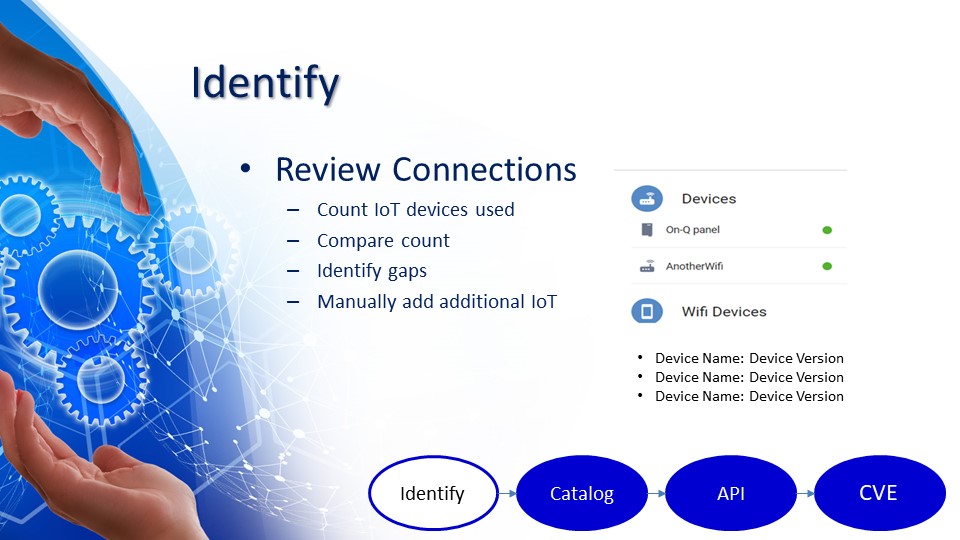 Identify
• Review Connections
– Count IoT devices used
– Compare count
– Identify gaps
– Manually add additional IoT
Devices
On-Q panel
AnotherWifi
Wifi Devices
• Device Name: Device Version
• Device Name: Device Version
• Device Name: Device Version
Identify
Catalog
API
CVE